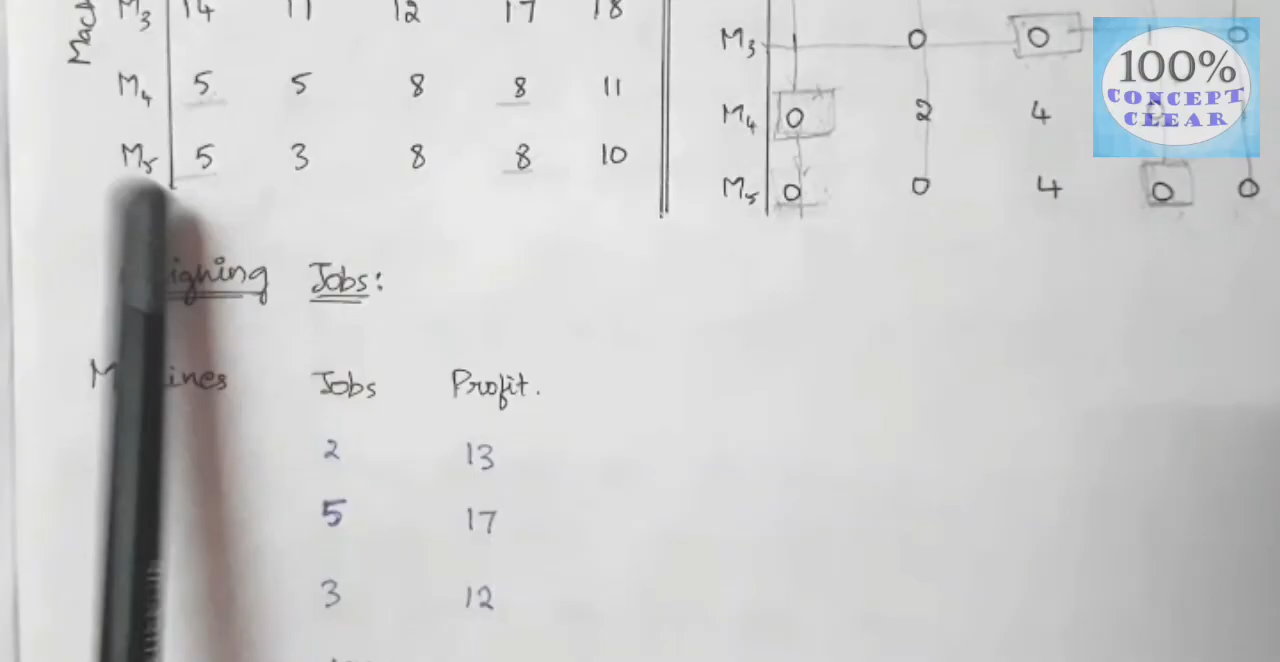 M3 14 11 12 17 18
M4 5 5 8 8 11
M5 5 3 8 8 10
M3 0 0 0
M4 0 2 4
M5 0 0 4 0 0
100%
CONCEPT
CLEAR
Jobs:
Jobs Profit.
2 13
5 17
3 12